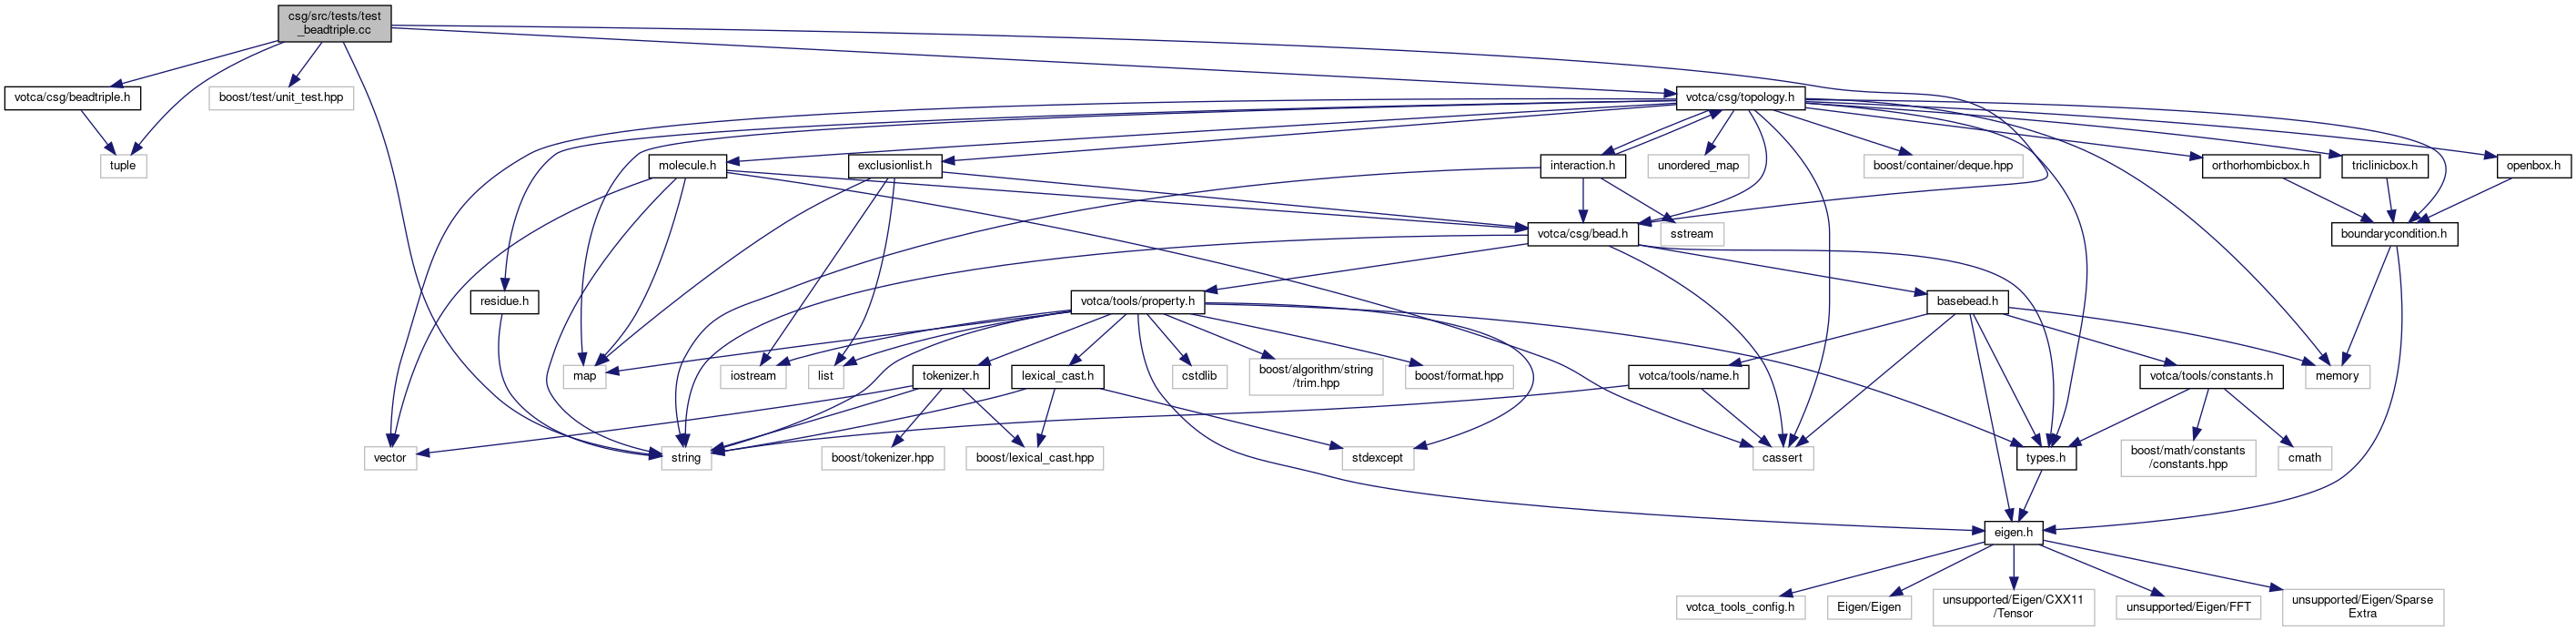 csg/src/tests/test
_beadtriple.cc
votca/csg/beadtriple.h
boost/test/unit_test.hpp
votca/csg/topology.h
tuple
molecule.h
exclusionlist.h
interaction.h
unordered_map
boost/container/deque.hpp
orthorhombicbox.h
triclinicbox.h
openbox.h
votca/csg/bead.h
sstream
boundarycondition.h
residue.h
votca/tools/property.h
basebead.h
map
iostream
list
tokenizer.h
lexical_cast.h
cstdlib
boost/algorithm/string
/trim.hpp
boost/format.hpp
votca/tools/name.h
votca/tools/constants.h
memory
vector
string
boost/tokenizer.hpp
boost/lexical_cast.hpp
stdexcept
cassert
types.h
boost/math/constants
/constants.hpp
cmath
eigen.h
votca_tools_config.h
Eigen/Eigen
unsupported/Eigen/CXX11
/Tensor
unsupported/Eigen/FFT
unsupported/Eigen/Sparse
Extra